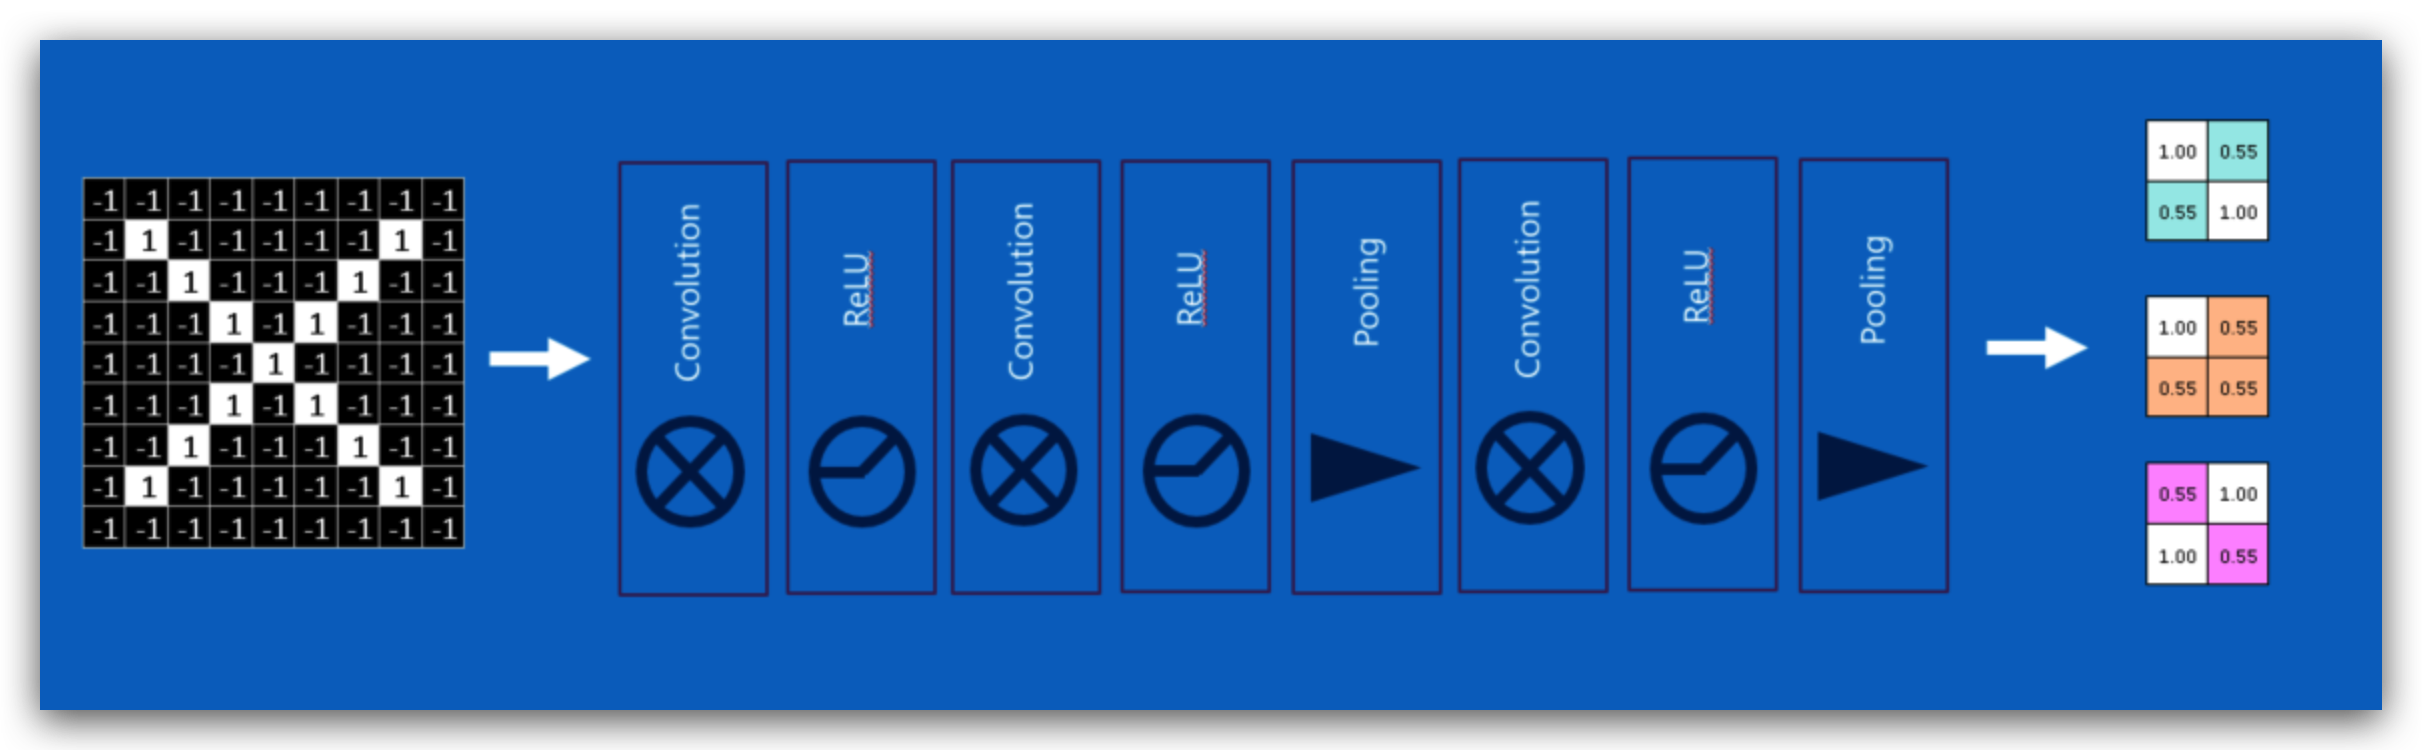 -1 -1 -1 -1 -1 -1 -1 -1 -1
-1 1 -1 -1 -1 -1 -1 1 -1
-1 -1 1 -1 -1 -1 1 -1 -1
-1 -1 -1 1 -1 1 -1 -1 -1
-1 -1 -1 -1 1 -1 -1 -1 -1
-1 -1 -1 1 -1 1 -1 -1 -1
-1 -1 1 -1 -1 -1 1 -1 -1
-1 1 -1 -1 -1 -1 -1 1 -1
-1 -1 -1 -1 -1 -1 -1 -1 -1
Convolution
ReLU
Convolution
ReLU
Pooling
Convolution
ReLU
Pooling
1.00 0.55
0.55 1.00
1.00 0.55
0.55 0.55
0.55 1.00
1.00 0.55